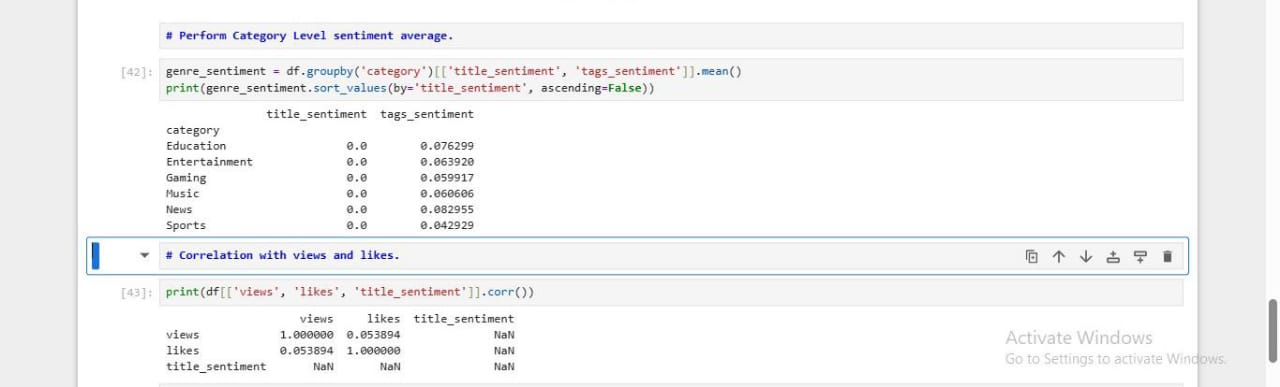 # Perform Category Level sentiment average.
[42]: genre_sentiment = df.groupby('category')[['title_sentiment', 'tags_sentiment']].mean()
print(genre_sentiment.sort_values(by='title_sentiment', ascending=False))
title_sentiment tags_sentiment
category
Education 0.0 0.076299
Entertainment 0.0 0.063920
Gaming 0.0 0.059917
Music 0.0 0.060606
News 0.0 0.082955
Sports 0.0 0.042929
# Correlation with views and likes.
[43]: print(df[['views', 'likes', 'title_sentiment']].corr())
views likes title_sentiment
views 1.000000 0.053894 NaN
likes 0.053894 1.000000 NaN
title_sentiment NaN NaN NaN
Activate Windows
Go to Settings to activate Windows.